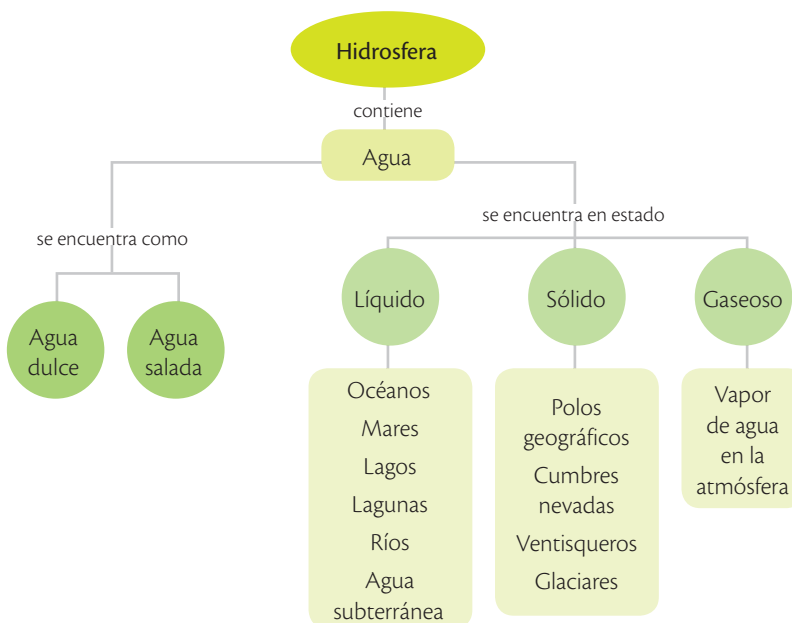 Hidrosfera
contiene
Agua
se encuentra como
Agua
dulce
Agua
salada
se encuentra en estado
Líquido
Sólido
Gaseoso
Océanos
Mares
Lagos
Lagunas
Ríos
Agua
subterránea
Polos
geográficos
Cumbres
nevadas
Ventisqueros
Glaciares
Vapor
de agua
en la
atmósfera